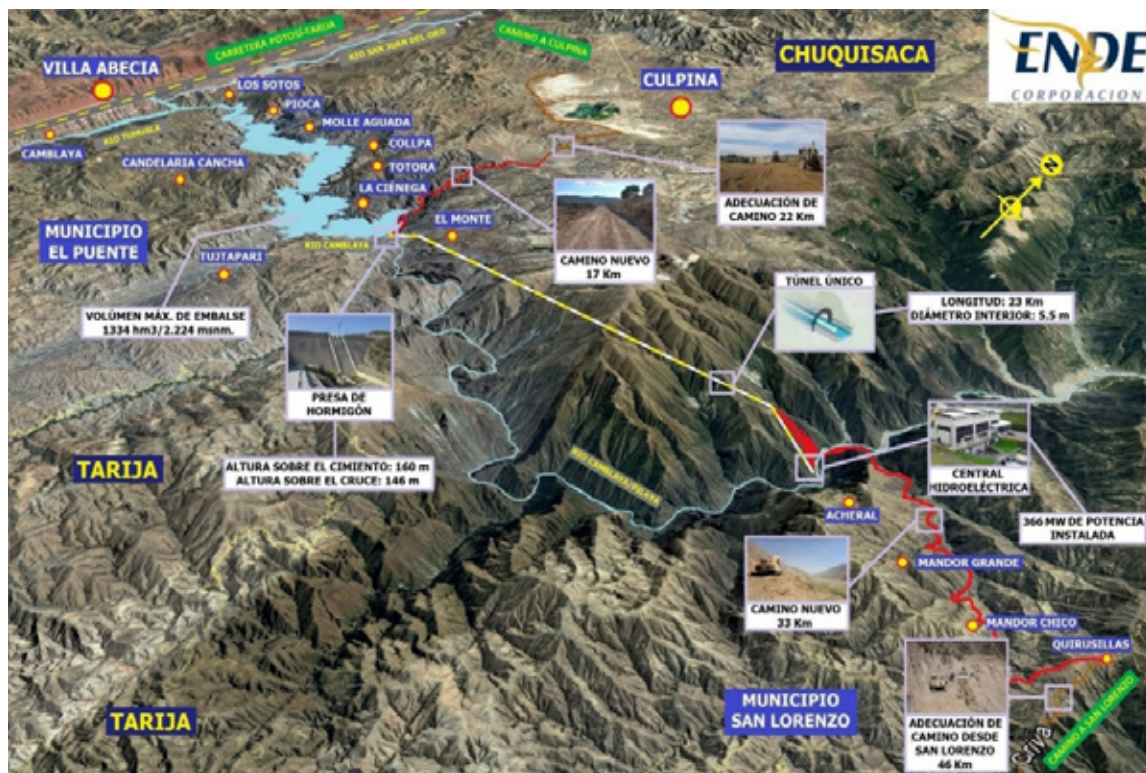 ENDE
CORPORACION
CARRETERA POTOSÍ-TARIJA
RIO SAN JUAN DEL ORO
CAMINO A CULPINA
CHUQUISACA
VILLA ABECIA
LOS SOTOS
CULPINA
PIOCA
RIO TUMUSLA
MOLLE AGUADA
CAMBLAYA
COLLPA
CANDELARIA CANCHA
TOTORA
ADECUACIÓN DE
CAMINO 22 Km
N
LA CIÉNEGA
MUNICIPIO
EL PUENTE
EL MONTE
RIO CAMBLAYA
CAMINO NUEVO
17 Km
TUJTAPARI
TÚNEL ÚNICO
LONGITUD: 23 Km
DIÁMETRO INTERIOR: 5.5 m
VOLÚMEN MÁX. DE EMBALSE
1334 hm3/2.224 msnm.
PRESA DE
HORMIGÓN
TARIJA
ALTURA SOBRE EL CIMIENTO: 160 m
ALTURA SOBRE EL CRUCE: 146 m
RIO CAMBLAYA/PILAYA
CENTRAL
HIDROELÉCTRICA
ACHERAL
366 MW DE POTENCIA
INSTALADA
MANDOR GRANDE
CAMINO NUEVO
33 Km
MANDOR CHICO
QUIRUSILLAS
MUNICIPIO
SAN LORENZO
TARIJA
ADECUACIÓN DE
CAMINO DESDE
SAN LORENZO
46 Km
CAMINO A SAN LORENZO